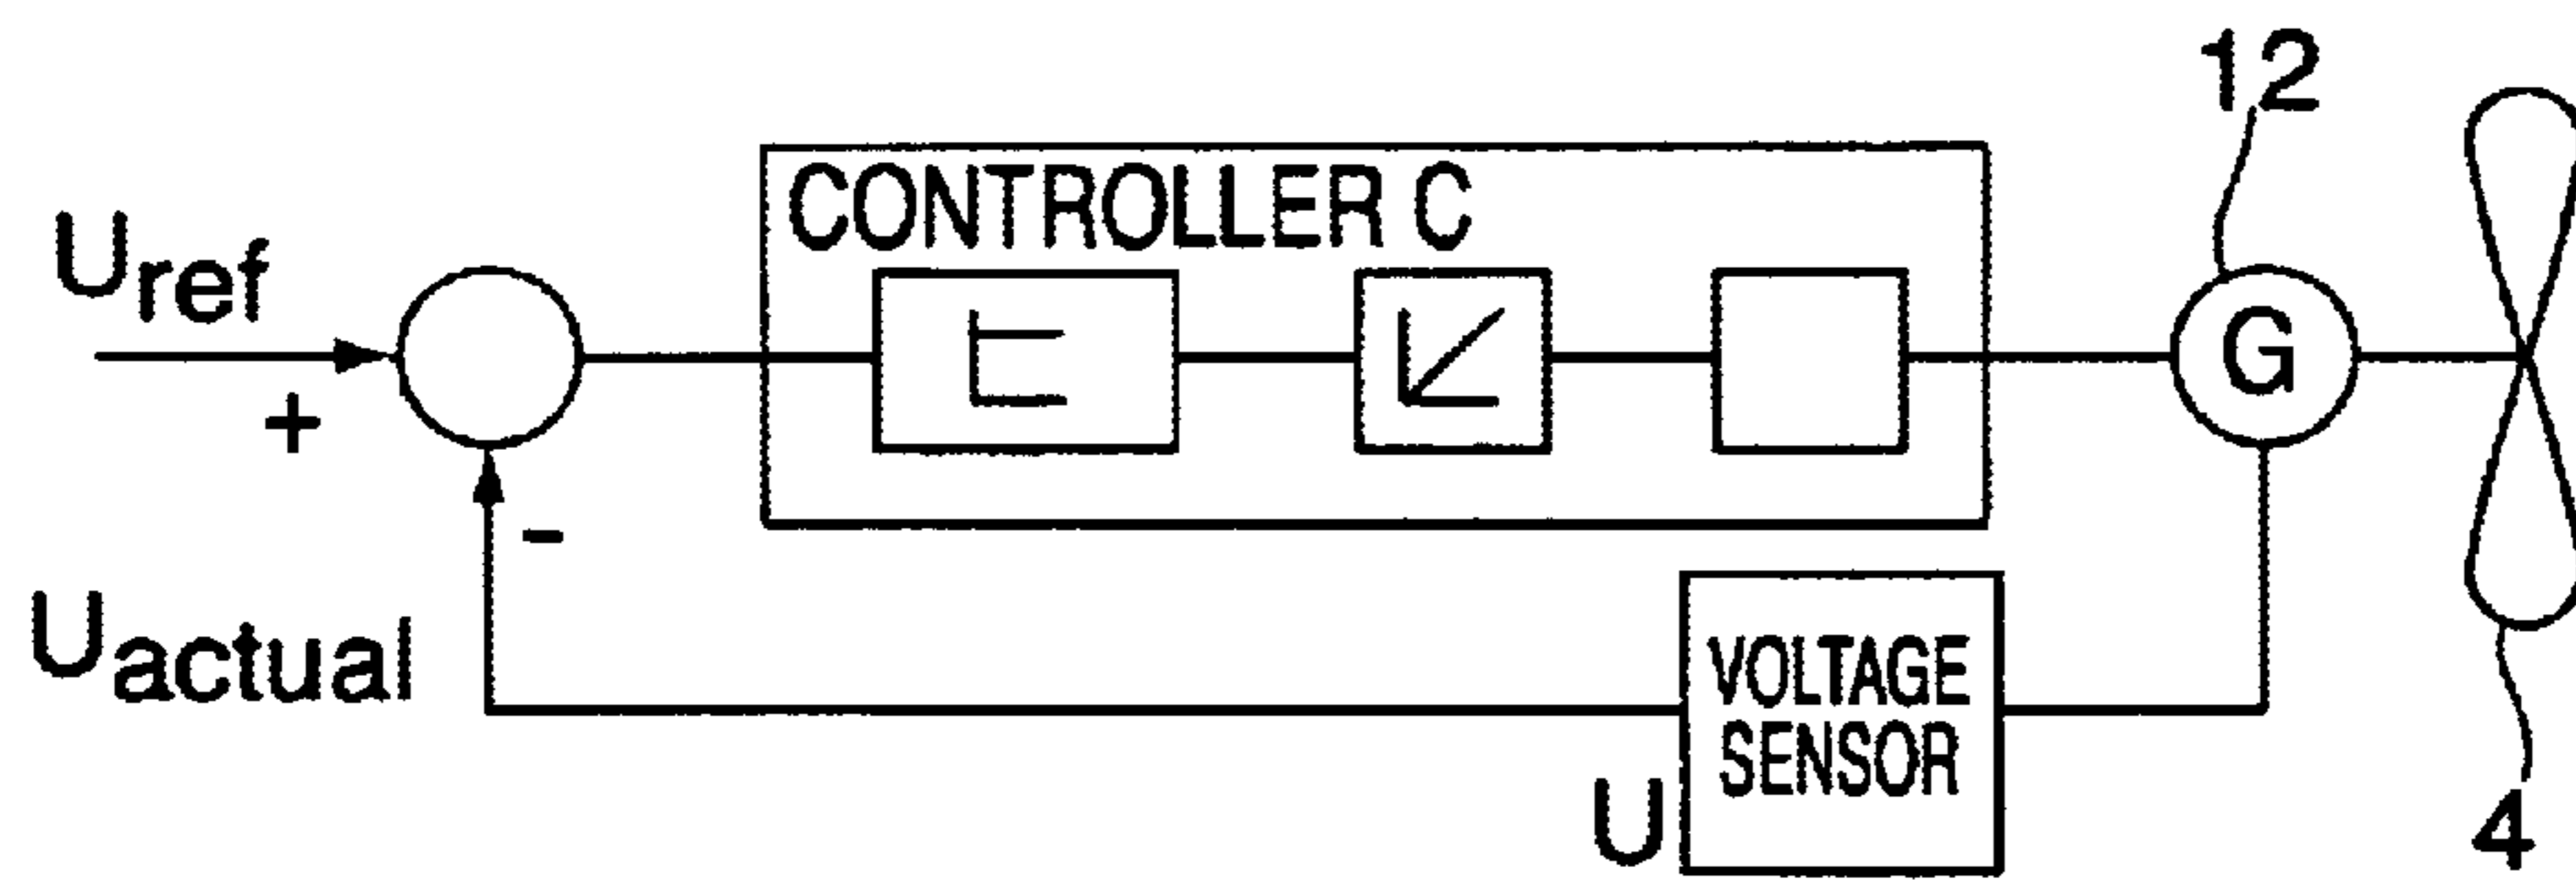 12
CONTROLLER C
Uref
+
G
-
Uactual
VOLTAGE
SENSOR
U
4